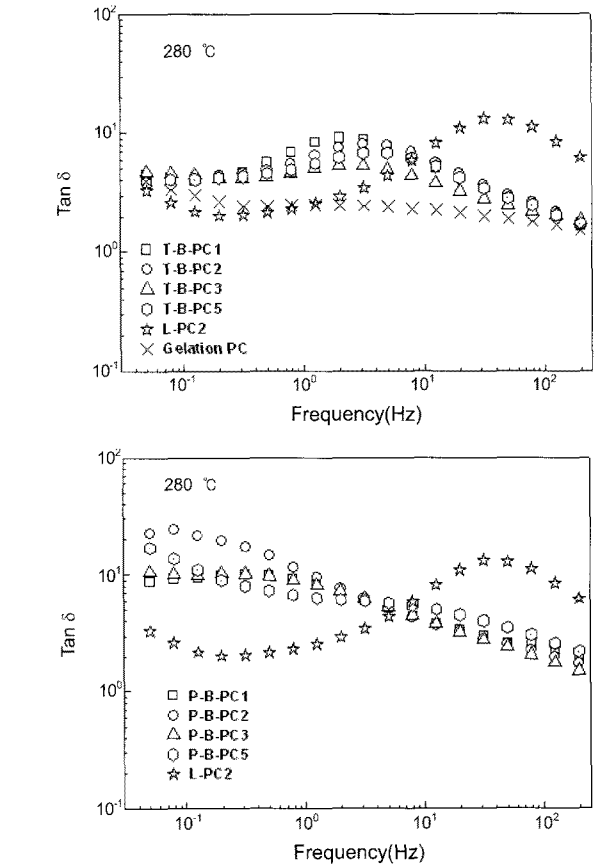 10²
280 ℃
10¹
Tan δ
10⁰
T-B-PC1
T-B-PC2
T-B-PC3
T-B-PC5
L-PC2
Gelation PC
10⁻¹
10⁻¹ 10⁰ 10¹ 10²
Frequency(Hz)
10²
280 ℃
10¹
Tan δ
10⁰
P-B-PC1
P-B-PC2
P-B-PC3
P-B-PC5
L-PC2
10⁻¹
10⁻¹ 10⁰ 10¹ 10²
Frequency(Hz)